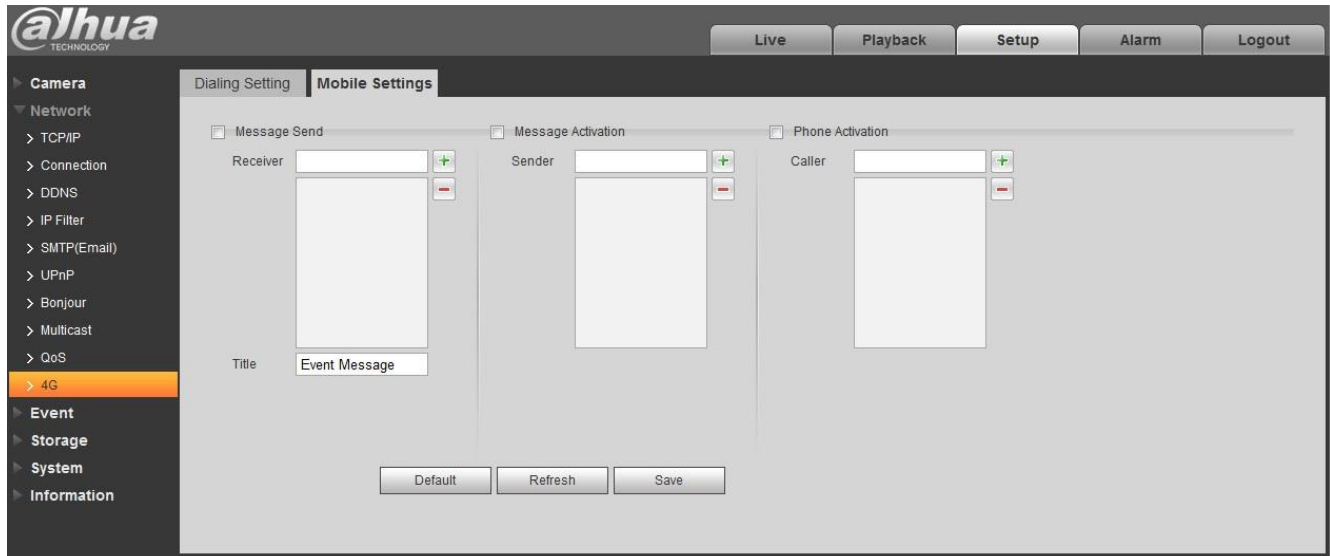 alhua
TECHNOLOGY
Live Playback Setup Alarm Logout
Camera
Network
TCP/IP
Connection
DDNS
IP Filter
SMTP(Email)
UPnP
Bonjour
Multicast
QoS
4G
Event
Storage
System
Information
Dialing Setting Mobile Settings
Message Send Message Activation Phone Activation
Receiver Sender Caller
Title Event Message
Default Refresh Save